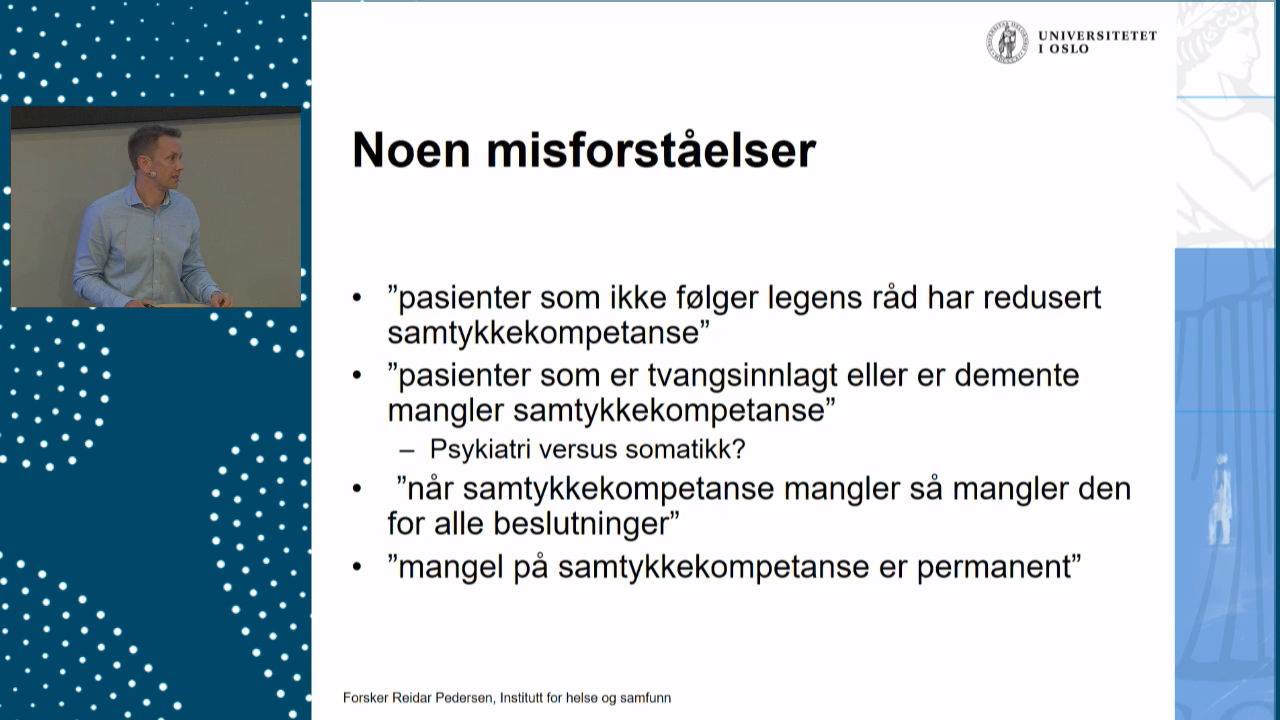 UNIVERSITETET
I OSLO
Noen misforståelser
• ”pasienter som ikke følger legens råd har redusert
samtykkekompetanse”
• ”pasienter som er tvangsinnlagt eller er demente
mangler samtykkekompetanse”
– Psykiatri versus somatikk?
• ”når samtykkekompetanse mangler så mangler den
for alle beslutninger”
• ”mangel på samtykkekompetanse er permanent”
Forsker Reidar Pedersen, Institutt for helse og samfunn